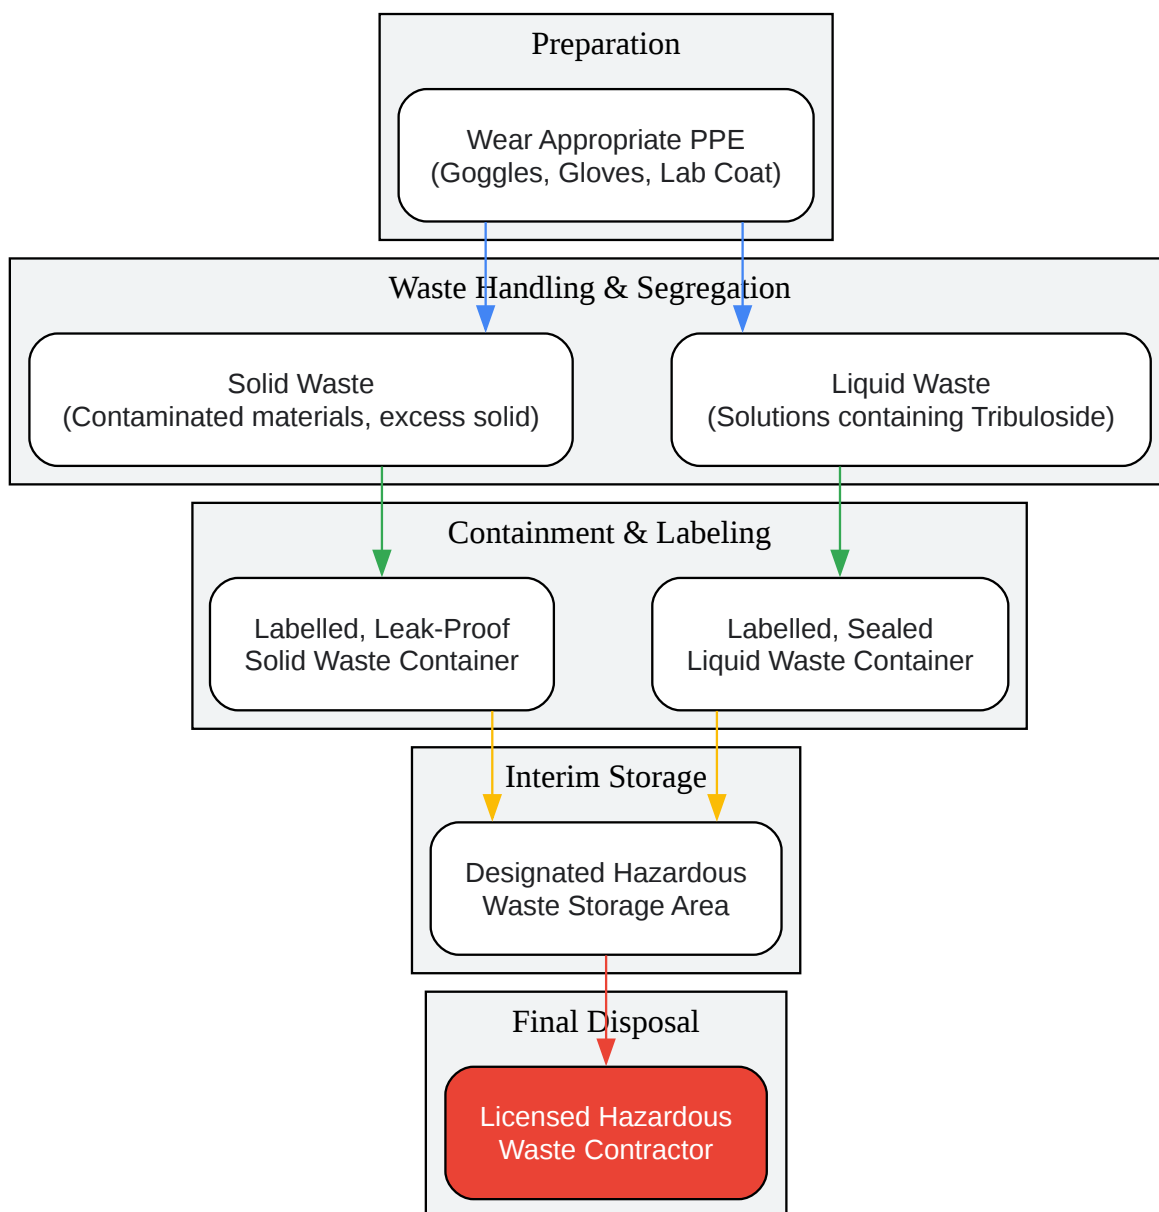 Preparation
Wear Appropriate PPE
(Goggles, Gloves, Lab Coat)
Waste Handling & Segregation
Solid Waste
(Contaminated materials, excess solid)
Liquid Waste
(Solutions containing Tribuloside)
Containment & Labeling
Labelled, Leak-Proof
Solid Waste Container
Labelled, Sealed
Liquid Waste Container
Interim Storage
Designated Hazardous
Waste Storage Area
Final Disposal
Licensed Hazardous
Waste Contractor